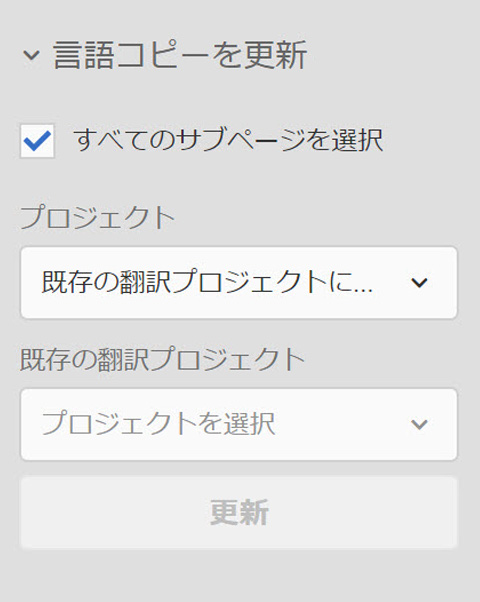 言語コピーを更新
すべてのサブページを選択
プロジェクト
既存の翻訳プロジェクトに...
既存の翻訳プロジェクト
プロジェクトを選択
更新